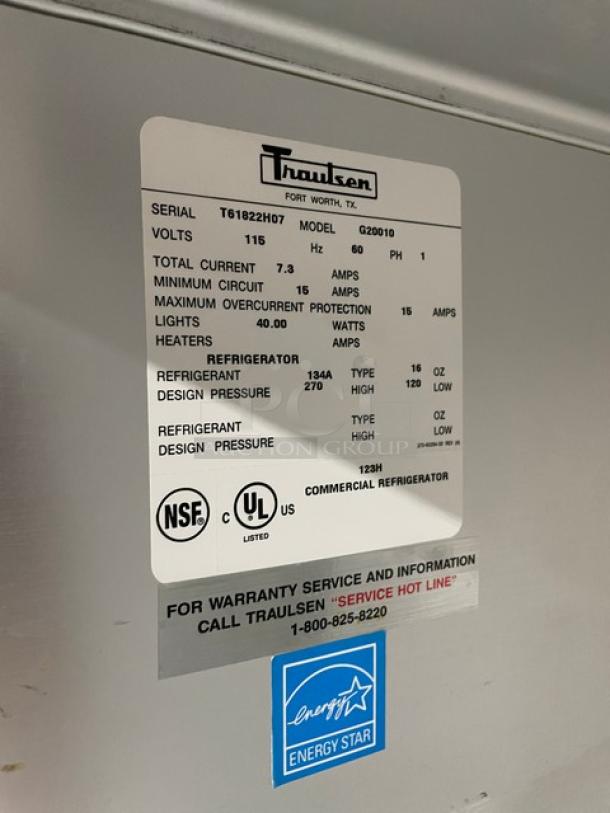 Traulsen
FORT WORTH, TX.
SERIAL T61822H07 MODEL G20010
VOLTS 115 Hz 60 PH 1
TOTAL CURRENT 7.3 AMPS
MINIMUM CIRCUIT 15 AMPS
MAXIMUM OVERCURRENT PROTECTION 15 AMPS
LIGHTS 40.00 WATTS
HEATERS AMPS
REFRIGERATOR
REFRIGERANT 134A TYPE 16 OZ
DESIGN PRESSURE 270 HIGH 120 LOW
REFRIGERANT TYPE OZ
DESIGN PRESSURE HIGH LOW
PCI
AUCTION GROUP
123H
COMMERCIAL REFRIGERATOR
NSF®
C UL US
LISTED
FOR WARRANTY SERVICE AND INFORMATION
CALL TRAULSEN "SERVICE HOT LINE"
1-800-825-8220
energy
ENERGY STAR